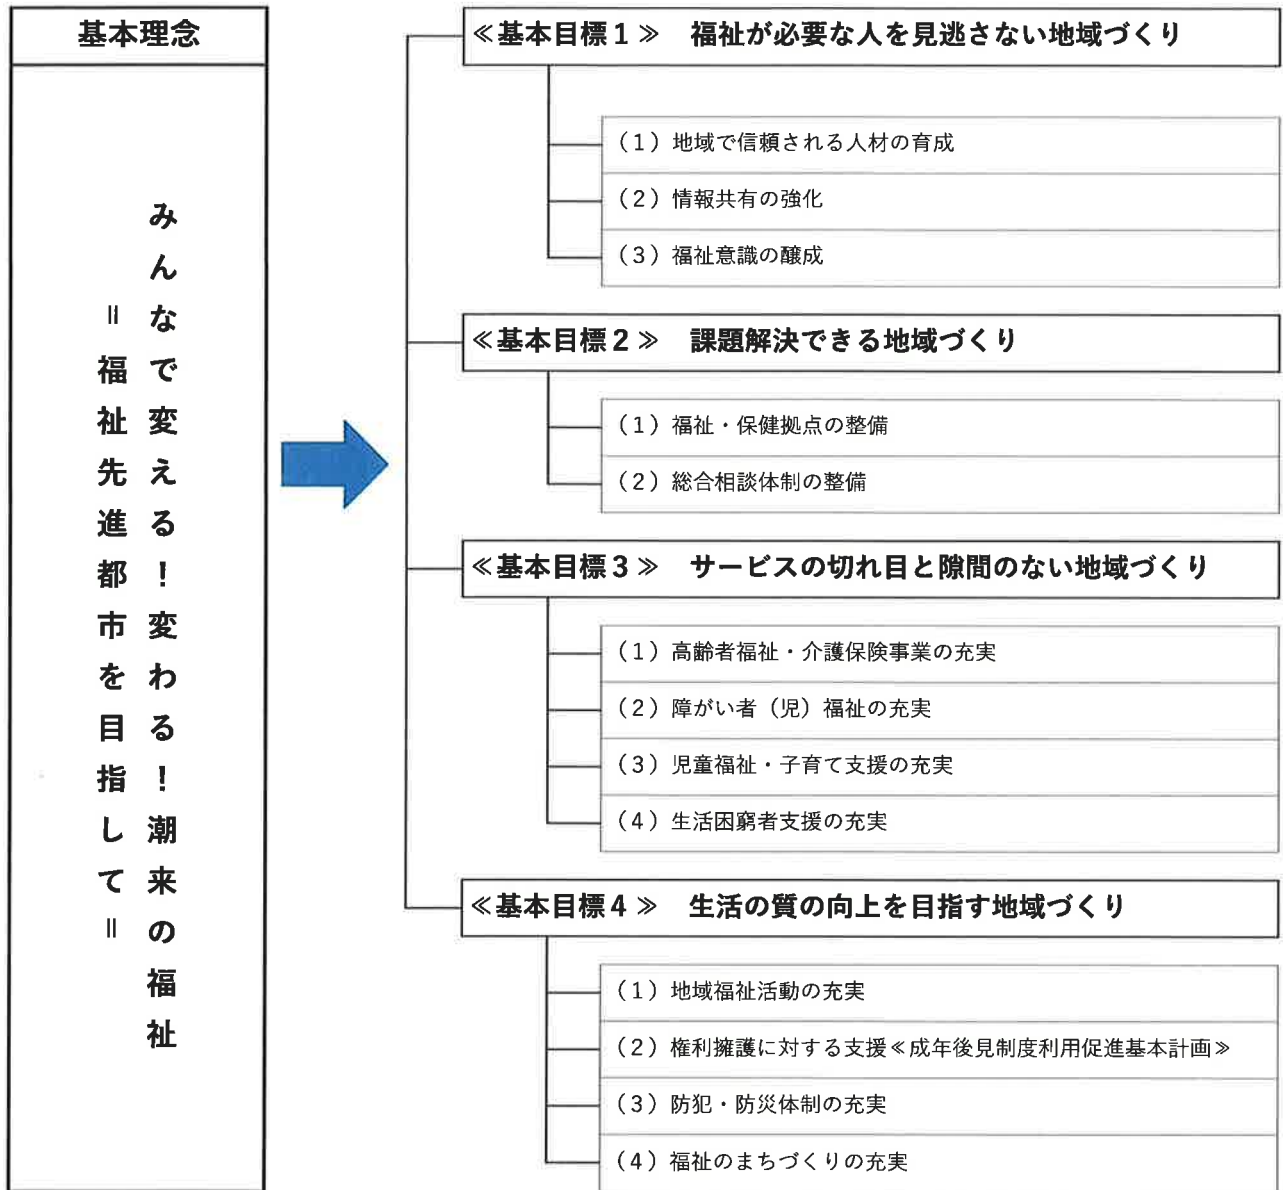 基本理念
みんなで変える！変わる！潮来の福祉
＝福祉先進都市を目指して＝
≪基本目標１≫　福祉が必要な人を見逃さない地域づくり
（１）地域で信頼される人材の育成
（２）情報共有の強化
（３）福祉意識の醸成
≪基本目標２≫　課題解決できる地域づくり
（１）福祉・保健拠点の整備
（２）総合相談体制の整備
≪基本目標３≫　サービスの切れ目と隙間のない地域づくり
（１）高齢者福祉・介護保険事業の充実
（２）障がい者（児）福祉の充実
（３）児童福祉・子育て支援の充実
（４）生活困窮者支援の充実
≪基本目標４≫　生活の質の向上を目指す地域づくり
（１）地域福祉活動の充実
（２）権利擁護に対する支援≪成年後見制度利用促進基本計画≫
（３）防犯・防災体制の充実
（４）福祉のまちづくりの充実